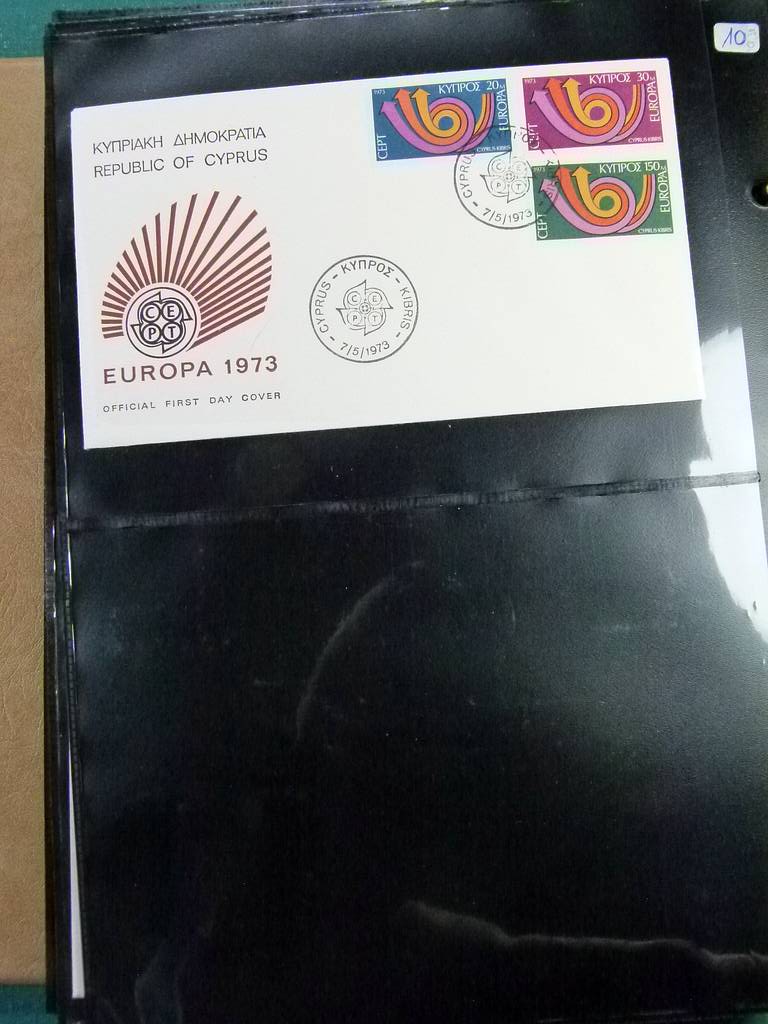 10
ΚΥΠΡΙΑΚΗ ΔΗΜΟΚΡΑΤΙΑ
REPUBLIC OF CYPRUS
1973 ΚΥΠΡΟΣ 20 M.
CEPT EUROPA
CYPRUS·KIBRIS
1973 ΚΥΠΡΟΣ 30 M.
CEPT EUROPA
CYPRUS·KIBRIS
1973 ΚΥΠΡΟΣ 150 M.
CEPT EUROPA
CYPRUS·KIBRIS
CYPRUS
C E
P T
- 7/5/1973 -
CYPRUS - ΚΥΠΡΟΣ - KIBRIS
C E
P T
- 7/5/1973 -
C E
P T
EUROPA 1973
OFFICIAL FIRST DAY COVER